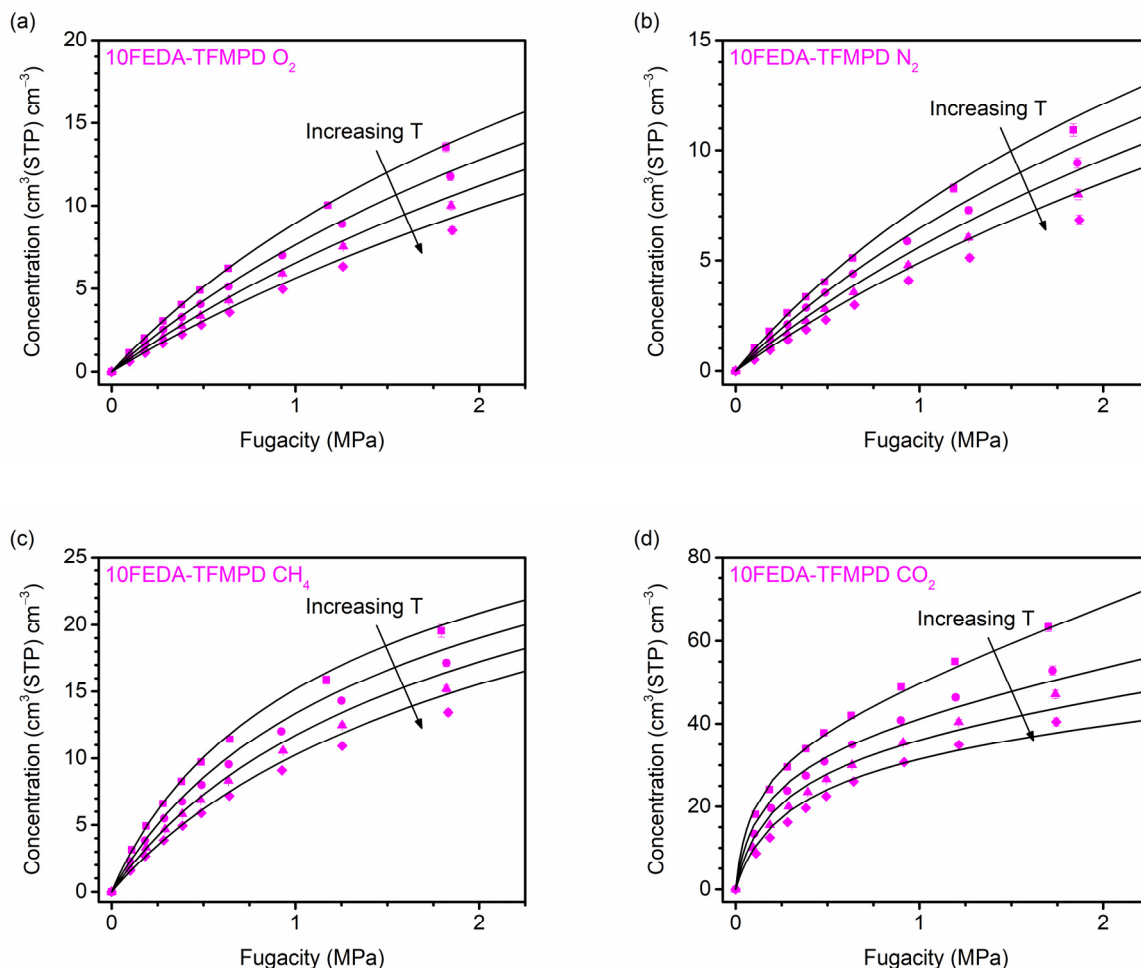 (a)
20
15
10
5
0
10FEDA-TFMPD O₂
Increasing T
Concentration (cm³(STP) cm⁻³)
0 1 2
Fugacity (MPa)
(b)
15
10
5
0
10FEDA-TFMPD N₂
Increasing T
Concentration (cm³(STP) cm⁻³)
0 1 2
Fugacity (MPa)
(c)
25
20
15
10
5
0
10FEDA-TFMPD CH₄
Increasing T
Concentration (cm³(STP) cm⁻³)
0 1 2
Fugacity (MPa)
(d)
80
60
40
20
0
10FEDA-TFMPD CO₂
Increasing T
Concentration (cm³(STP) cm⁻³)
0 1 2
Fugacity (MPa)